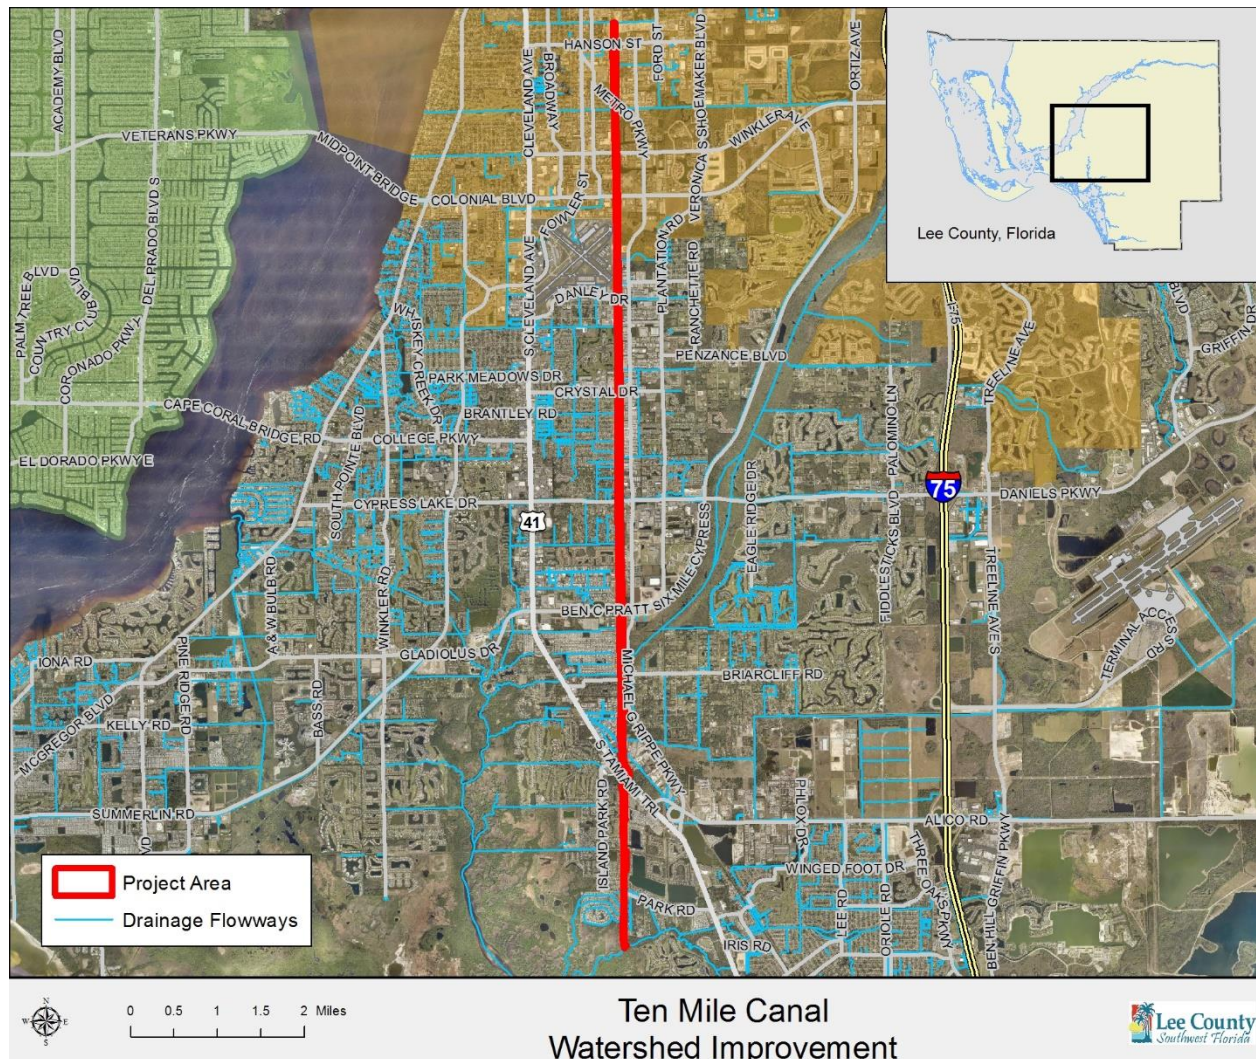 HANSON ST
FORD ST
ORTIZ AVE
ACADEMY BLVD
CLEVELAND AVE
BROADWAY
VERONICA S SHOEMAKER BLVD
METRO PKWY
WINKLER AVE
VETERANS PKWY
MIDPOINT BRIDGE
DEL PRADO BLVD S
COLONIAL BLVD
FOWLER ST
Lee County, Florida
PLANTATION RD
RANCHETTE RD
PALM TREE BLVD
COUNTRY CLUB BLVD
CORONADO PKWY
WHISKEY CREEK DR
S CLEVELAND AVE
DANLEY DR
I-75
TREELINE AVE
BLVD
GRIFFIN DR
PENZANCE BLVD
PARK MEADOWS DR
CRYSTAL DR
BRANTLEY RD
CAPE CORAL BRIDGE RD
COLLEGE PKWY
EL DORADO PKWY E
SOUTH POINTE BLVD
PALOMINO LN
EAGLE RIDGE DR
75
DANIELS PKWY
CYPRESS LAKE DR
41
A & W BULB RD
WINKLER RD
BEN C PRATT SIX MILE CYPRESS
FIDDLESTICKS BLVD
TREELINE AVE S
TERMINAL ACCESS RD
IONA RD
PINE RIDGE RD
GLADIOLUS DR
MICHAEL G RIPPE PKWY
BRIARCLIFF RD
MCGREGOR BLVD
KELLY RD
BASS RD
S TAMIAMI TRL
ISLAND PARK RD
PHLOX DR
SUMMERLIN RD
ALICO RD
VD
WINGED FOOT DR
THREE OAKS PKWY
BEN HILL GRIFFIN PKWY
PARK RD
LEE RD
ORIOLE RD
IRIS RD
Project Area
Drainage Flowways
N
W E
S
0 0.5 1 1.5 2 Miles
Ten Mile Canal
Watershed Improvement
Lee County
Southwest Florida